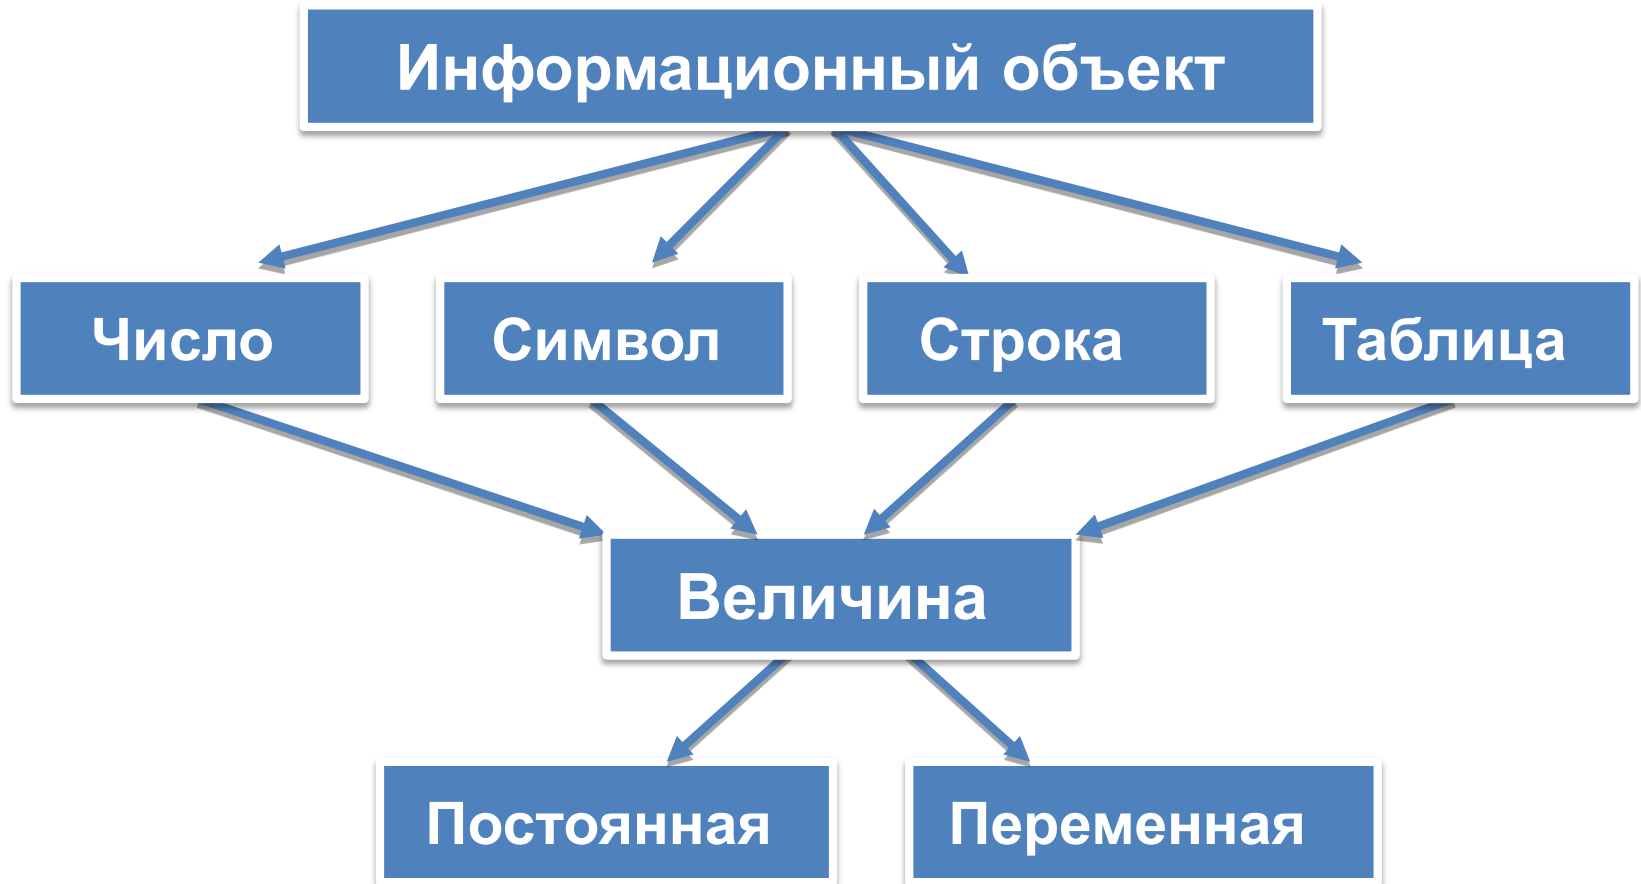 Информационный объект
Число
Символ
Строка
Таблица
Величина
Постоянная
Переменная